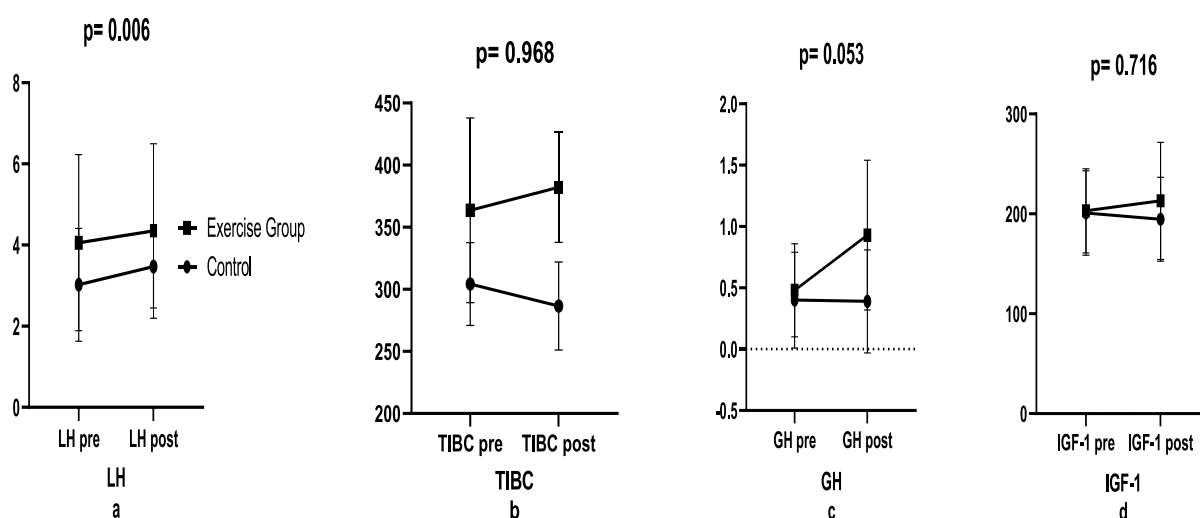 p= 0.006
8
6
4
2
0
LH pre
LH post
LH
a
Exercise Group
Control
p= 0.968
450
400
350
300
250
200
TIBC pre
TIBC post
TIBC
b
p= 0.053
2.0
1.5
1.0
0.5
0.0
-0.5
GH pre
GH post
GH
c
p= 0.716
300
200
100
0
IGF-1 pre
IGF-1 post
IGF-1
d